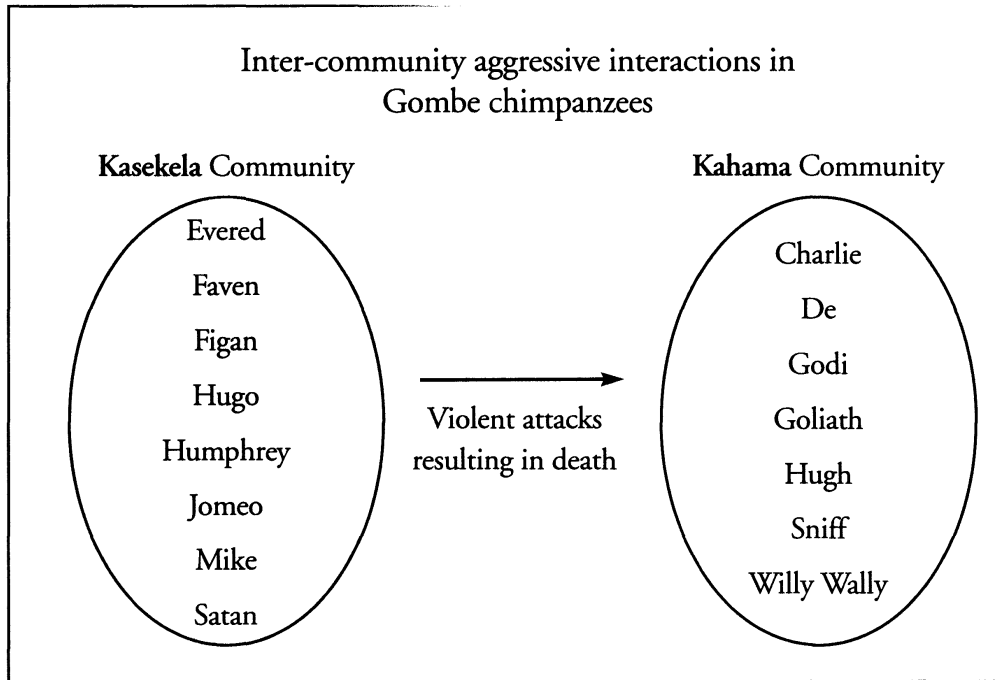 Inter-community aggressive interactions in
Gombe chimpanzees
Kasekela Community
Evered
Faven
Figan
Hugo
Humphrey
Jomeo
Mike
Satan
Violent attacks
resulting in death
Kahama Community
Charlie
De
Godi
Goliath
Hugh
Sniff
Willy Wally